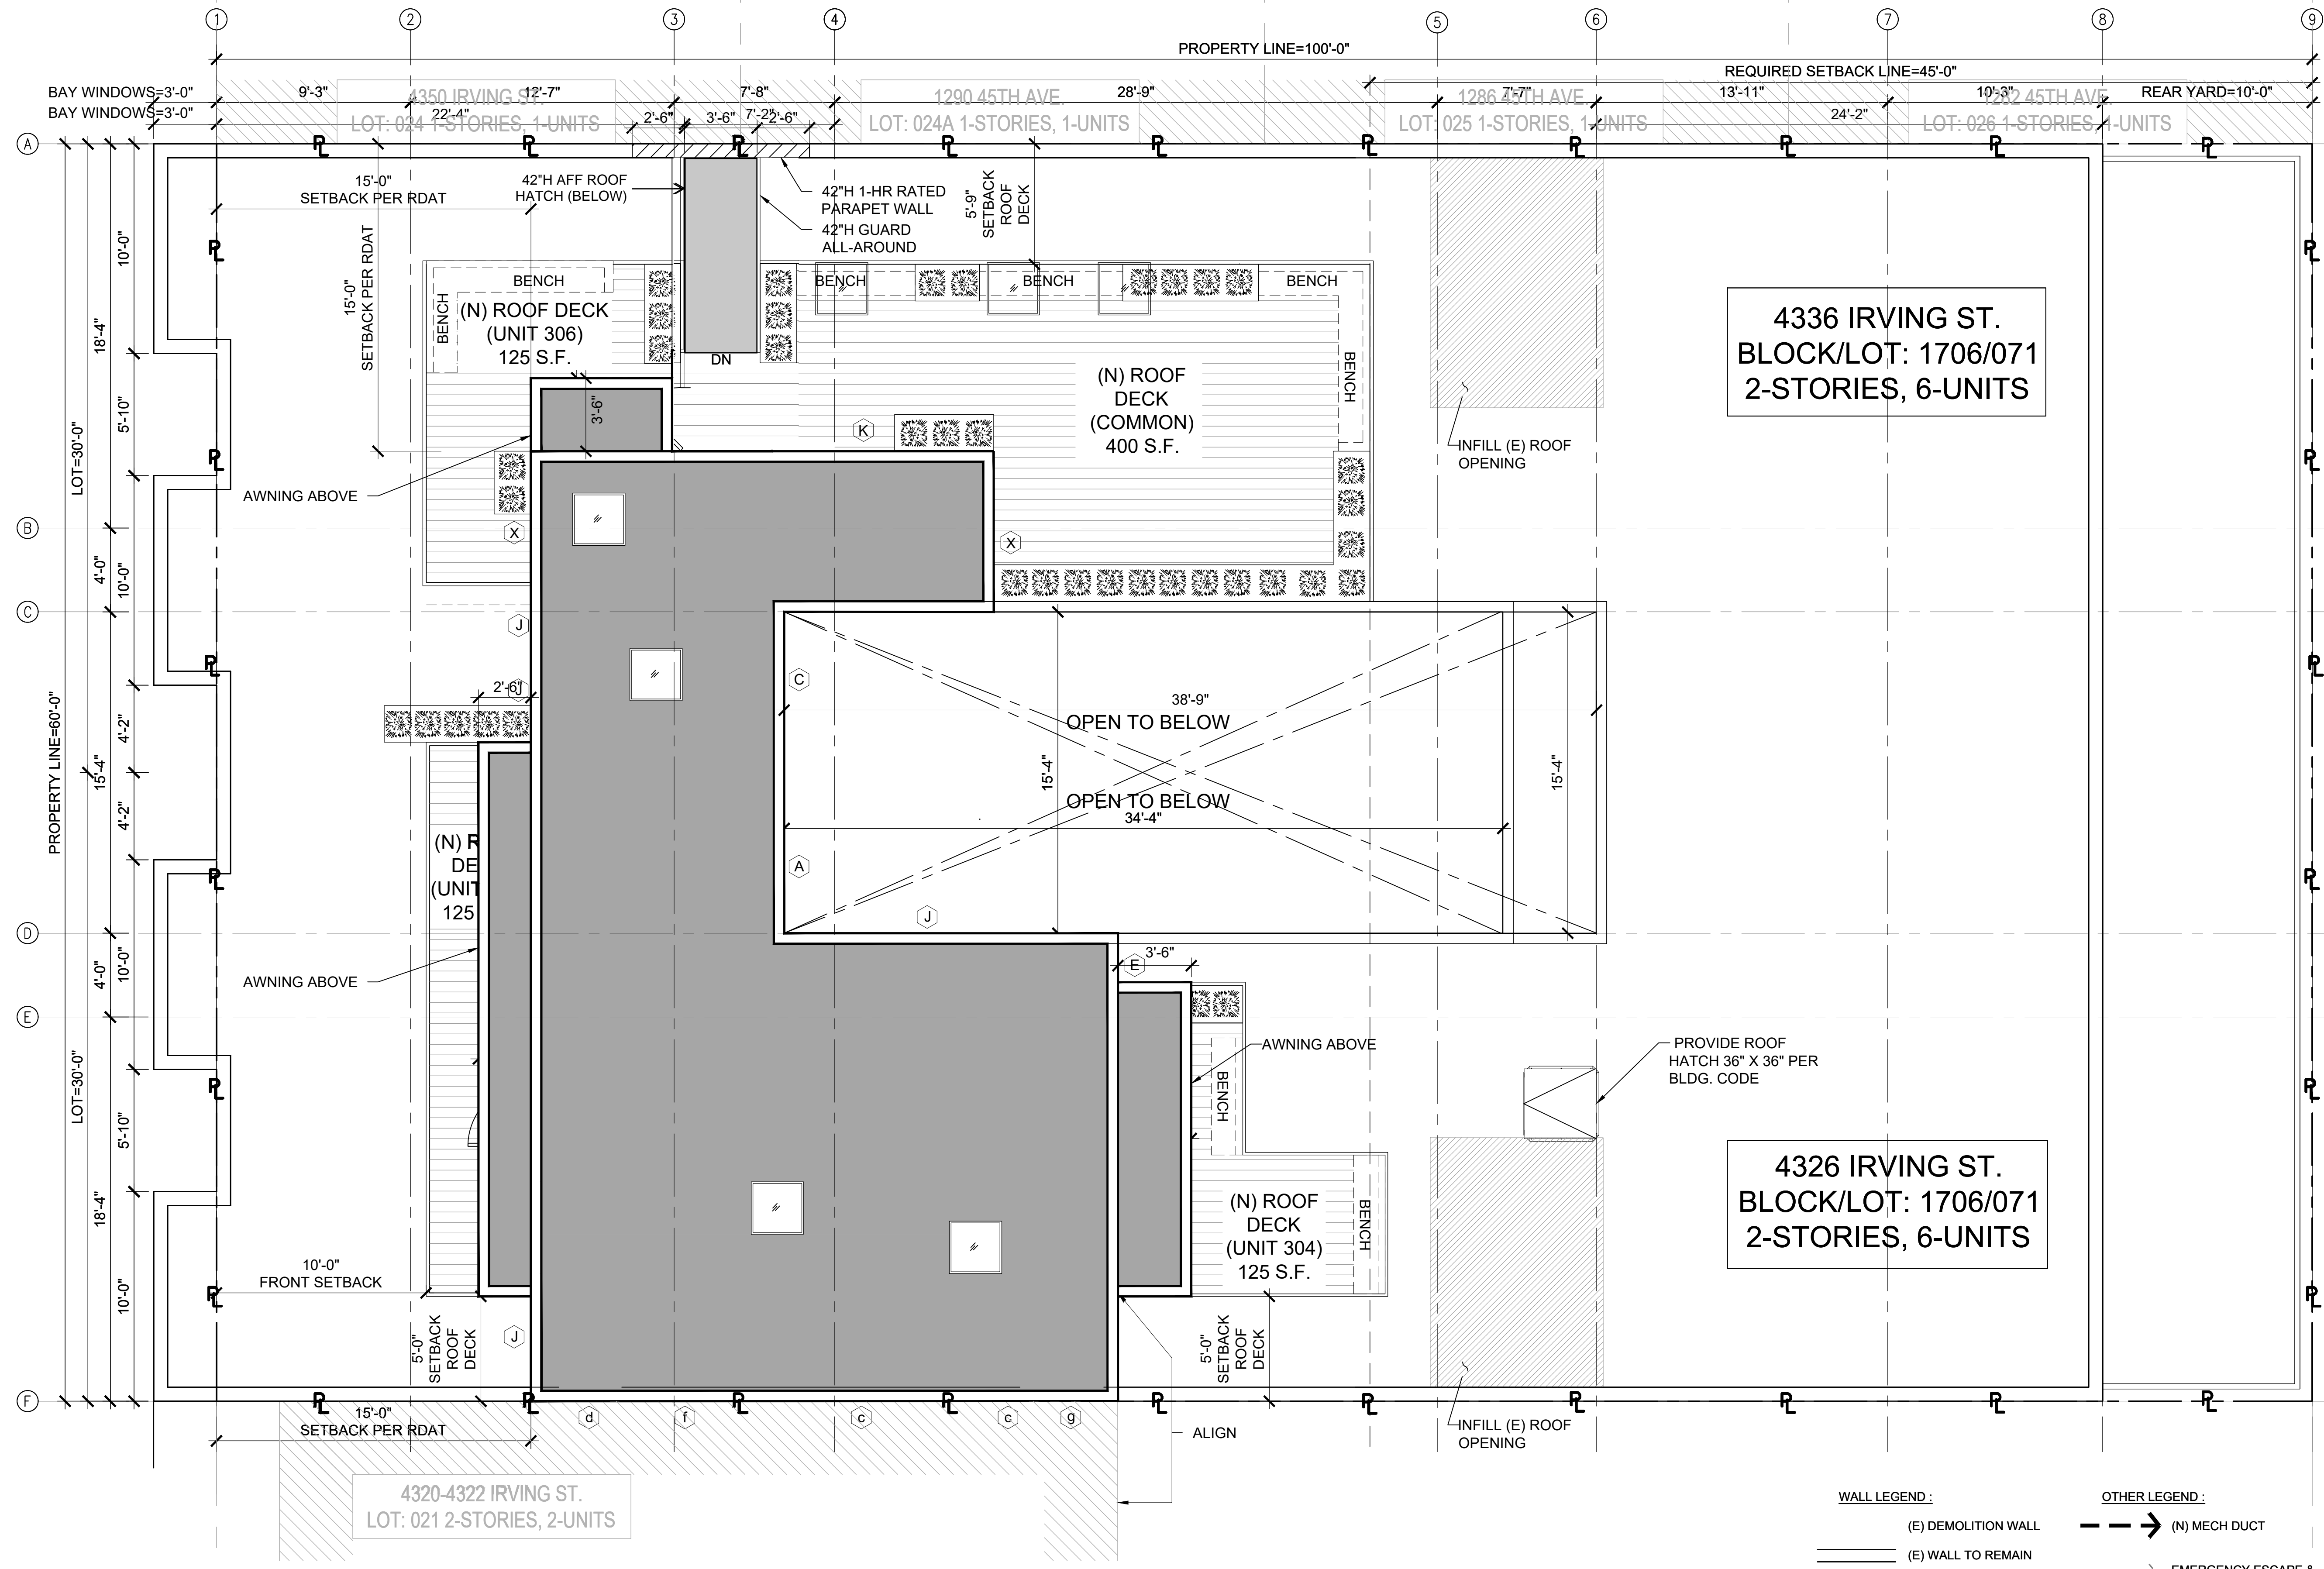 1
2
3
4
5
6
7
8
9
PROPERTY LINE=100'-0"
REQUIRED SETBACK LINE=45'-0"
BAY WINDOWS=3'-0"
9'-3"
12'-7"
7'-8"
28'-9"
7'-7"
13'-11"
10'-3"
REAR YARD=10'-0"
BAY WINDOWS=3'-0"
22'-4"
2'-6"
3'-6"
7'-2"
2'-6"
24'-2"
4350 IRVING ST.
LOT: 024 1-STORIES, 1-UNITS
1290 45TH AVE.
LOT: 024A 1-STORIES, 1-UNITS
1286 45TH AVE.
LOT: 025 1-STORIES, 1-UNITS
1282 45TH AVE.
LOT: 026 1-STORIES, 1-UNITS
A
B
C
D
E
F
PROPERTY LINE=60'-0"
LOT=30'-0"
LOT=30'-0"
18'-4"
4'-0"
15'-4"
4'-0"
18'-4"
10'-0"
5'-10"
10'-0"
4'-2"
4'-2"
10'-0"
5'-10"
10'-0"
15'-0"
SETBACK PER RDAT
15'-0"
SETBACK PER RDAT
42"H AFF ROOF
HATCH (BELOW)
42"H 1-HR RATED
PARAPET WALL
42"H GUARD
ALL-AROUND
5'-9"
SETBACK
ROOF
DECK
BENCH
BENCH
(N) ROOF DECK
(UNIT 306)
125 S.F.
DN
BENCH
BENCH
BENCH
BENCH
(N) ROOF
DECK
(COMMON)
400 S.F.
3'-6"
K
X
X
AWNING ABOVE
INFILL (E) ROOF
OPENING
4336 IRVING ST.
BLOCK/LOT: 1706/071
2-STORIES, 6-UNITS
J
J
2'-6"
C
38'-9"
OPEN TO BELOW
15'-4"
15'-4"
OPEN TO BELOW
34'-4"
A
J
(N) R
DE
(UNIT
125
AWNING ABOVE
E
3'-6"
AWNING ABOVE
BENCH
BENCH
(N) ROOF
DECK
(UNIT 304)
125 S.F.
PROVIDE ROOF
HATCH 36" X 36" PER
BLDG. CODE
4326 IRVING ST.
BLOCK/LOT: 1706/071
2-STORIES, 6-UNITS
10'-0"
FRONT SETBACK
5'-0"
SETBACK
ROOF
DECK
J
5'-0"
SETBACK
ROOF
DECK
15'-0"
SETBACK PER RDAT
d
f
c
c
g
ALIGN
INFILL (E) ROOF
OPENING
4320-4322 IRVING ST.
LOT: 021 2-STORIES, 2-UNITS
WALL LEGEND :
(E) DEMOLITION WALL
(E) WALL TO REMAIN
OTHER LEGEND :
(N) MECH DUCT
EMERGENCY ESCAPE &